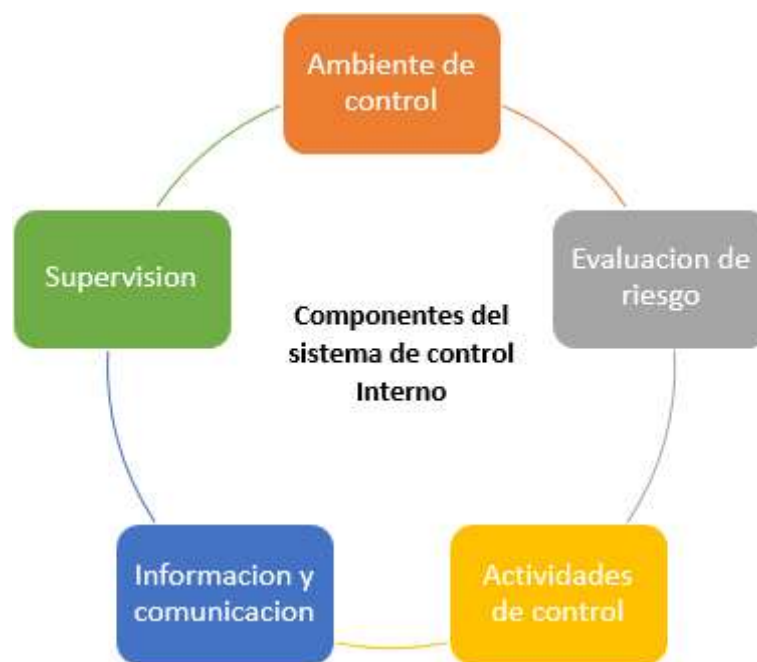 Ambiente de
control
Evaluacion de
riesgo
Actividades
de control
Informacion y
comunicacion
Supervision
Componentes del
sistema de control
Interno